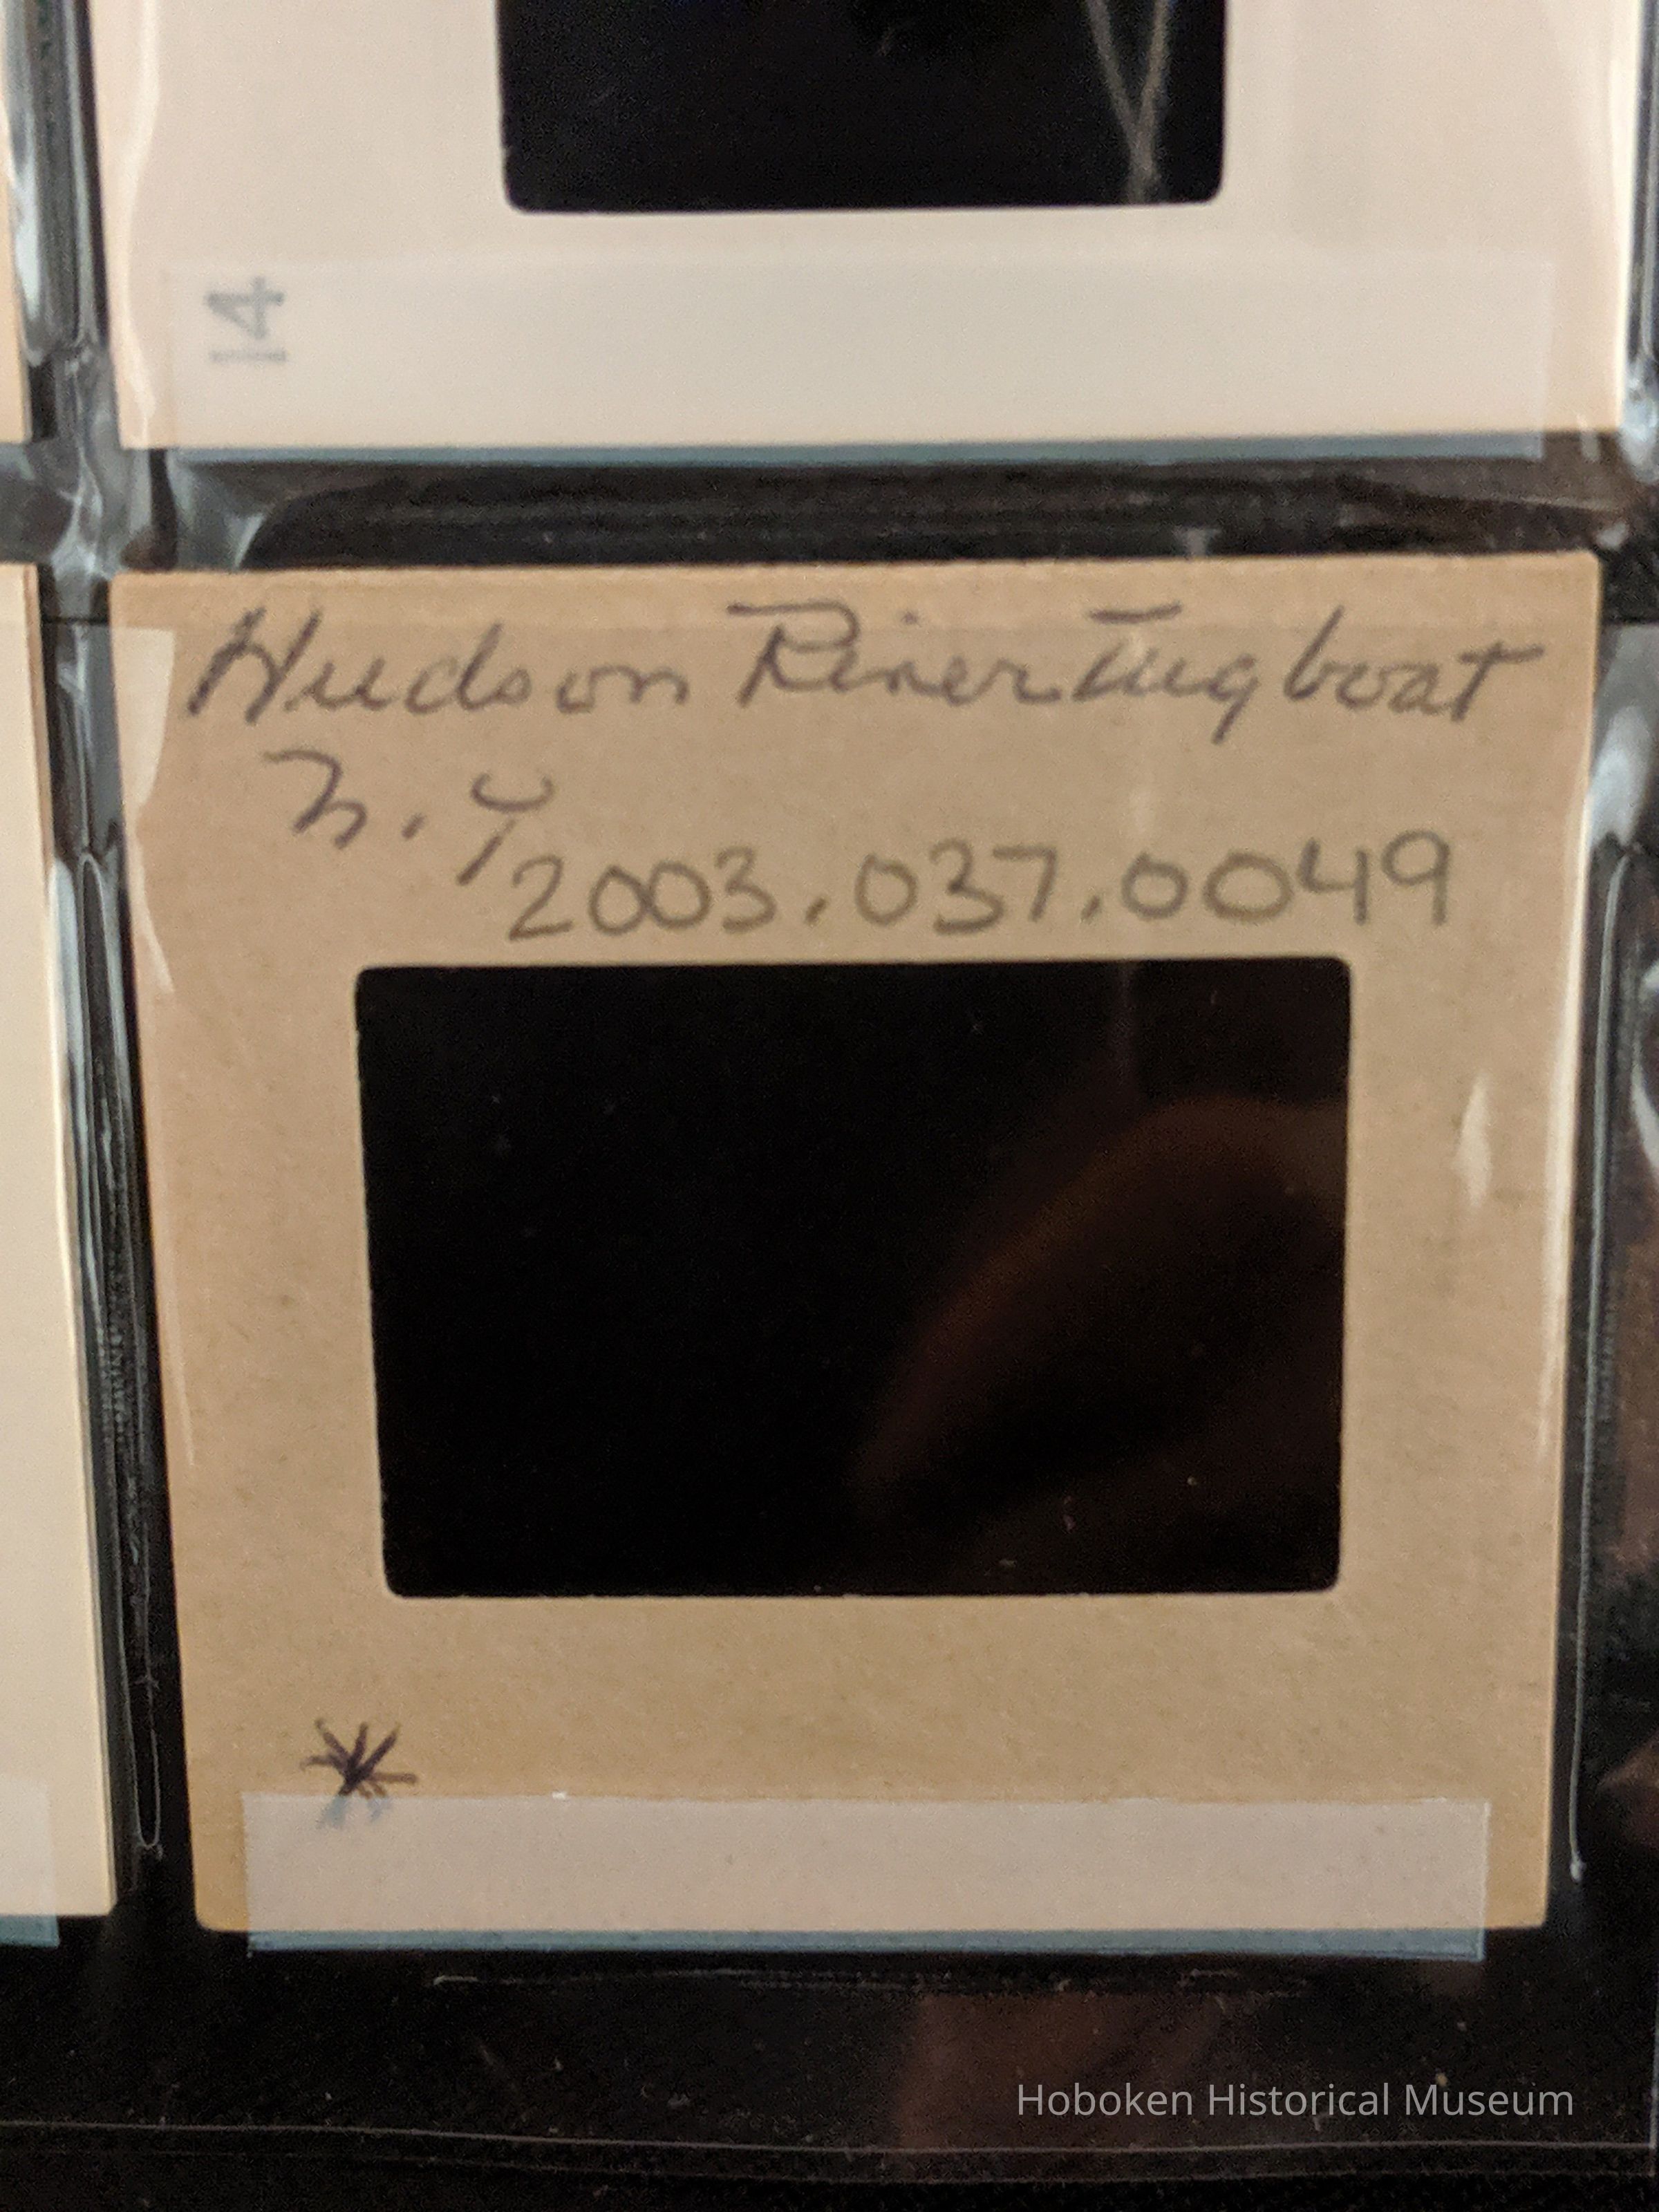 14
Hudson River Tugboat
N.Y
2003.037.0049
Hoboken Historical Museum